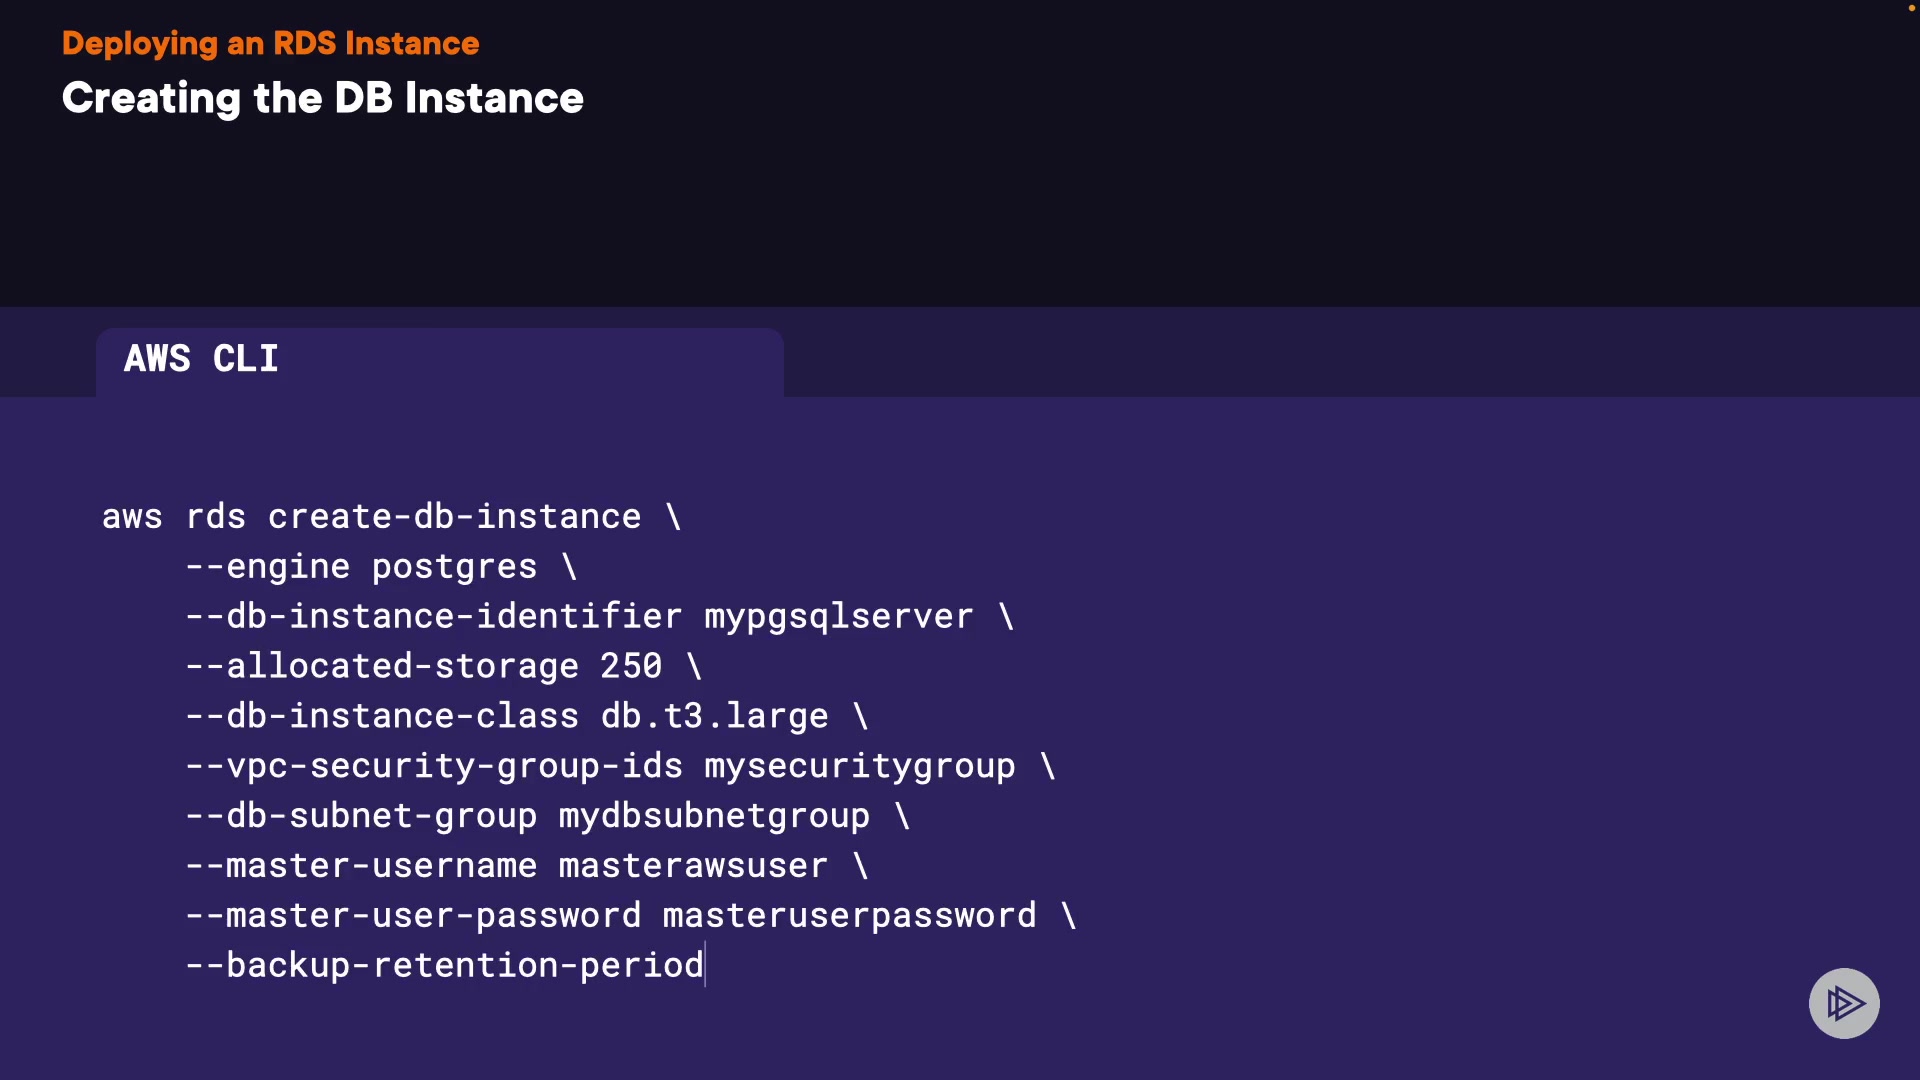 Deploying an RDS Instance
Creating the DB Instance
AWS CLI
aws rds create-db-instance \
--engine postgres \
--db-instance-identifier mypgsqlserver \
--allocated-storage 250 \
--db-instance-class db.t3.large \
--vpc-security-group-ids mysecuritygroup \
--db-subnet-group mydbsubnetgroup \
--master-username masterawsuser \
--master-user-password masteruserpassword \
--backup-retention-period